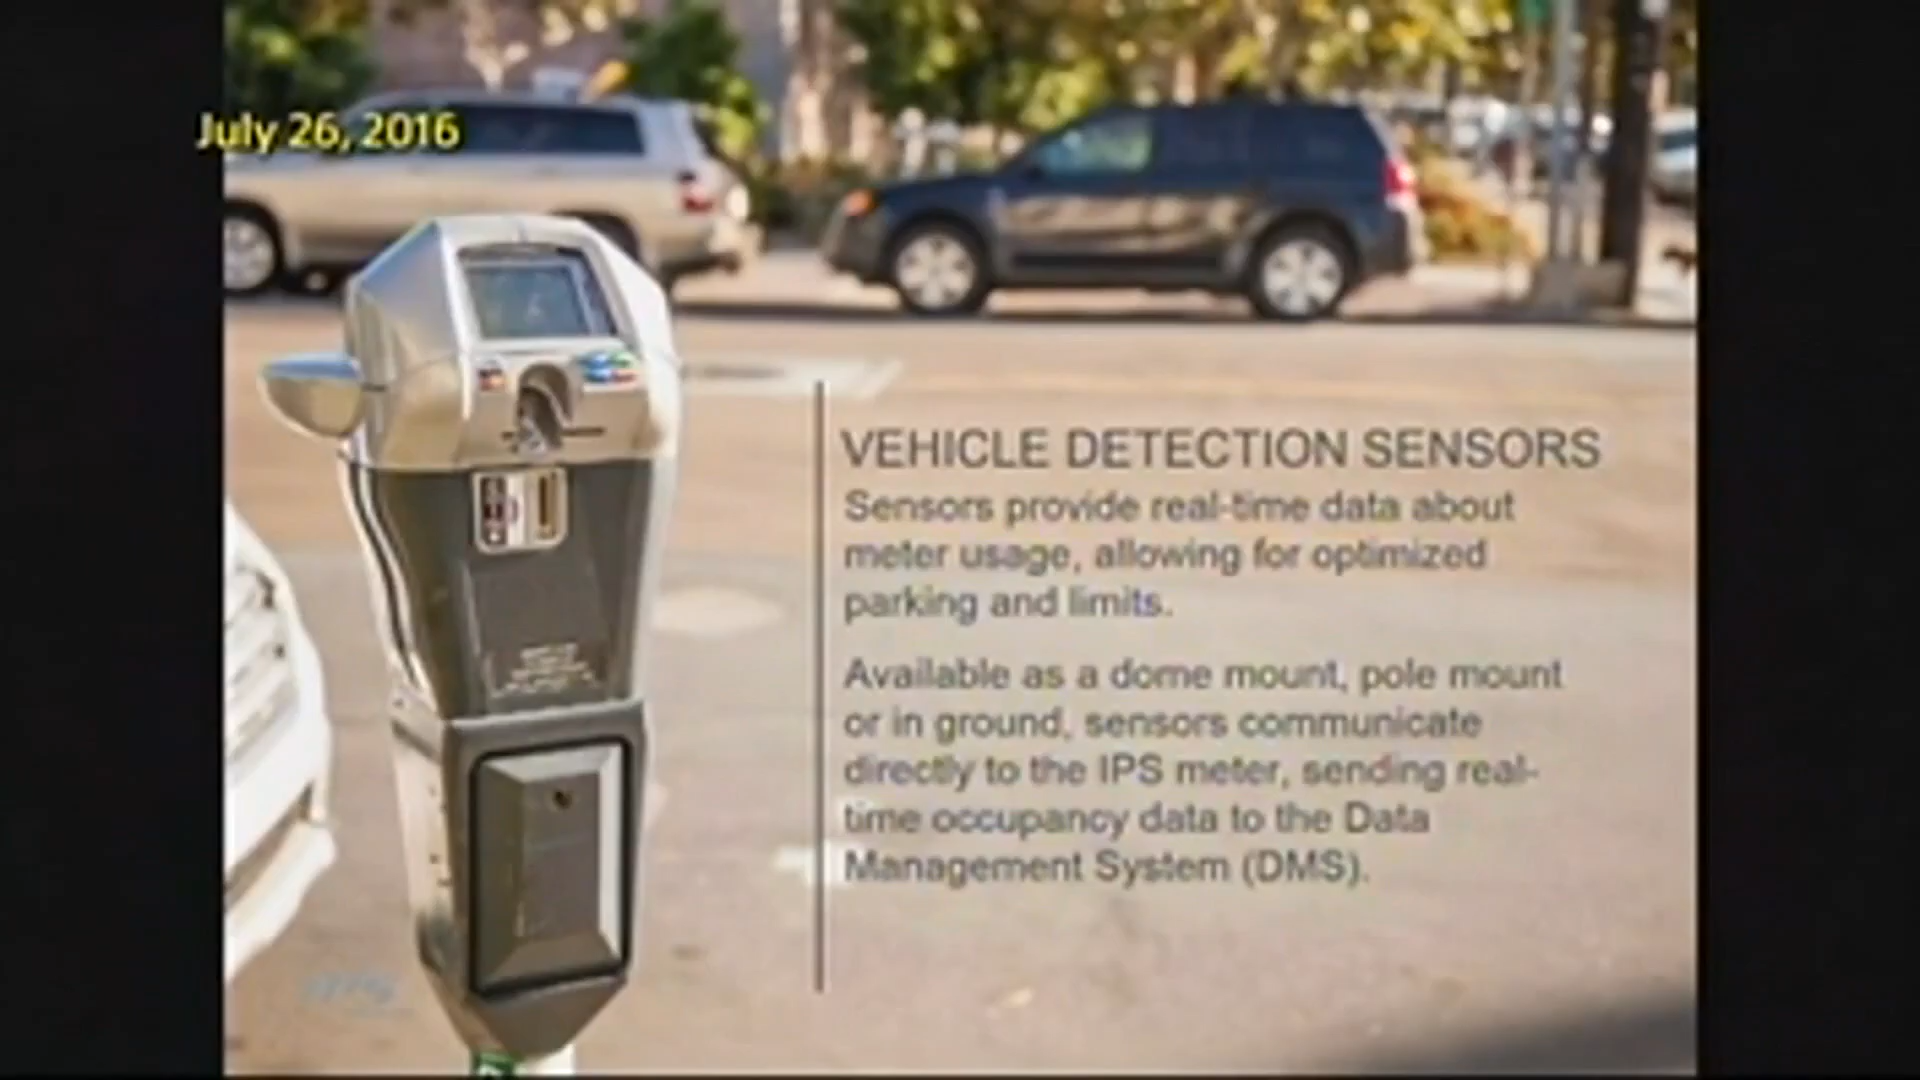 July 26, 2016
VEHICLE DETECTION SENSORS
Sensors provide real-time data about
meter usage, allowing for optimized
parking and limits.
Available as a dome mount, pole mount
or in ground, sensors communicate
directly to the IPS meter, sending real-
time occupancy data to the Data
Management System (DMS).